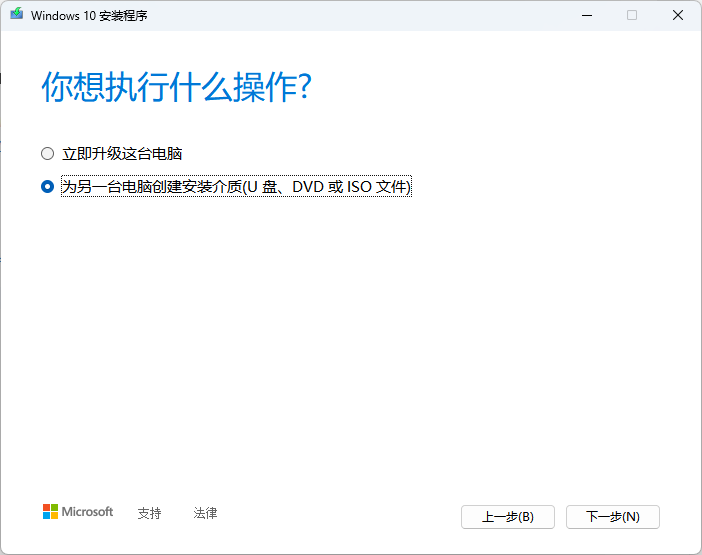 Windows 10 安装程序
你想执行什么操作?
立即升级这台电脑
为另一台电脑创建安装介质(U 盘、DVD 或 ISO 文件)
Microsoft 支持 法律 上一步(B) 下一步(N)